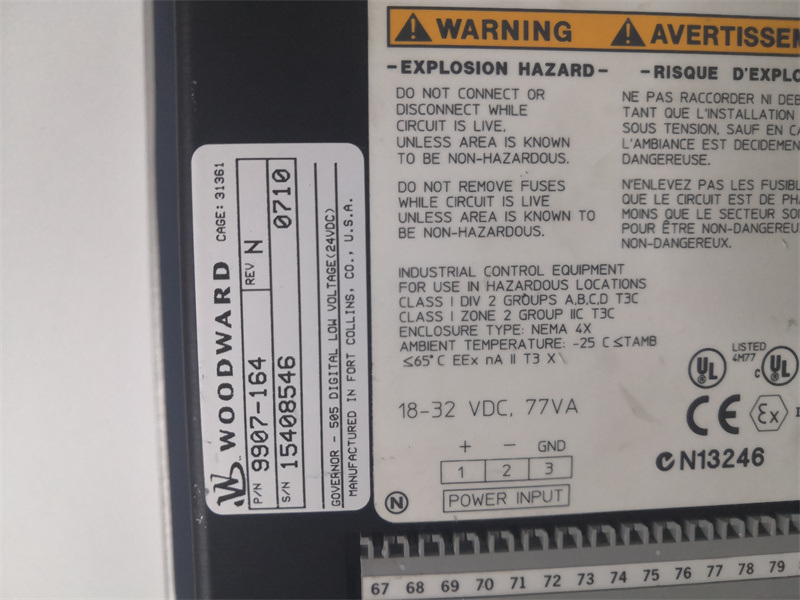 WARNING
AVERTISSEM
-EXPLOSION HAZARD-
-RISQUE D'EXPLO
DO NOT CONNECT OR
DISCONNECT WHILE
CIRCUIT IS LIVE,
UNLESS AREA IS KNOWN
TO BE NON-HAZARDOUS.
DO NOT REMOVE FUSES
WHILE CIRCUIT IS LIVE
UNLESS AREA IS KNOWN TO
BE NON-HAZARDOUS.
NE PAS RACCORDER NI DEB
TANT QUE L'INSTALLATION
SOUS TENSION, SAUF EN CA
L'AMBIANCE EST DECIDEMEN
DANGEREUSE.
N'ENLEVEZ PAS LES FUSIBL
QUE LE CIRCUIT EST DE PHA
MOINS QUE LE SECTEUR SOI
POUR ÊTRE NON-DANGEREU
NON-DANGEREUX.
INDUSTRIAL CONTROL EQUIPMENT
FOR USE IN HAZARDOUS LOCATIONS
CLASS I DIV 2 GROUPS A,B,C,D T3C
CLASS I ZONE 2 GROUP IIC T3C
ENCLOSURE TYPE: NEMA 4X
AMBIENT TEMPERATURE: -25 C≤TAMB
≤65°C EEx nA II T3 X
18-32 VDC, 77VA
+ − GND
1 2 3
POWER INPUT
N
UL LISTED 4M77 c UL
CE Ex
N13246
WOODWARD
CAGE: 31361
P/N 9907-164 REV N
S/N 15408546 0710
GOVERNOR - 505 DIGITAL LOW VOLTAGE(24VDC)
MANUFACTURED IN FORT COLLINS, CO., U.S.A.
67 68 69 70 71 72 73 74 75 76 77 78 79